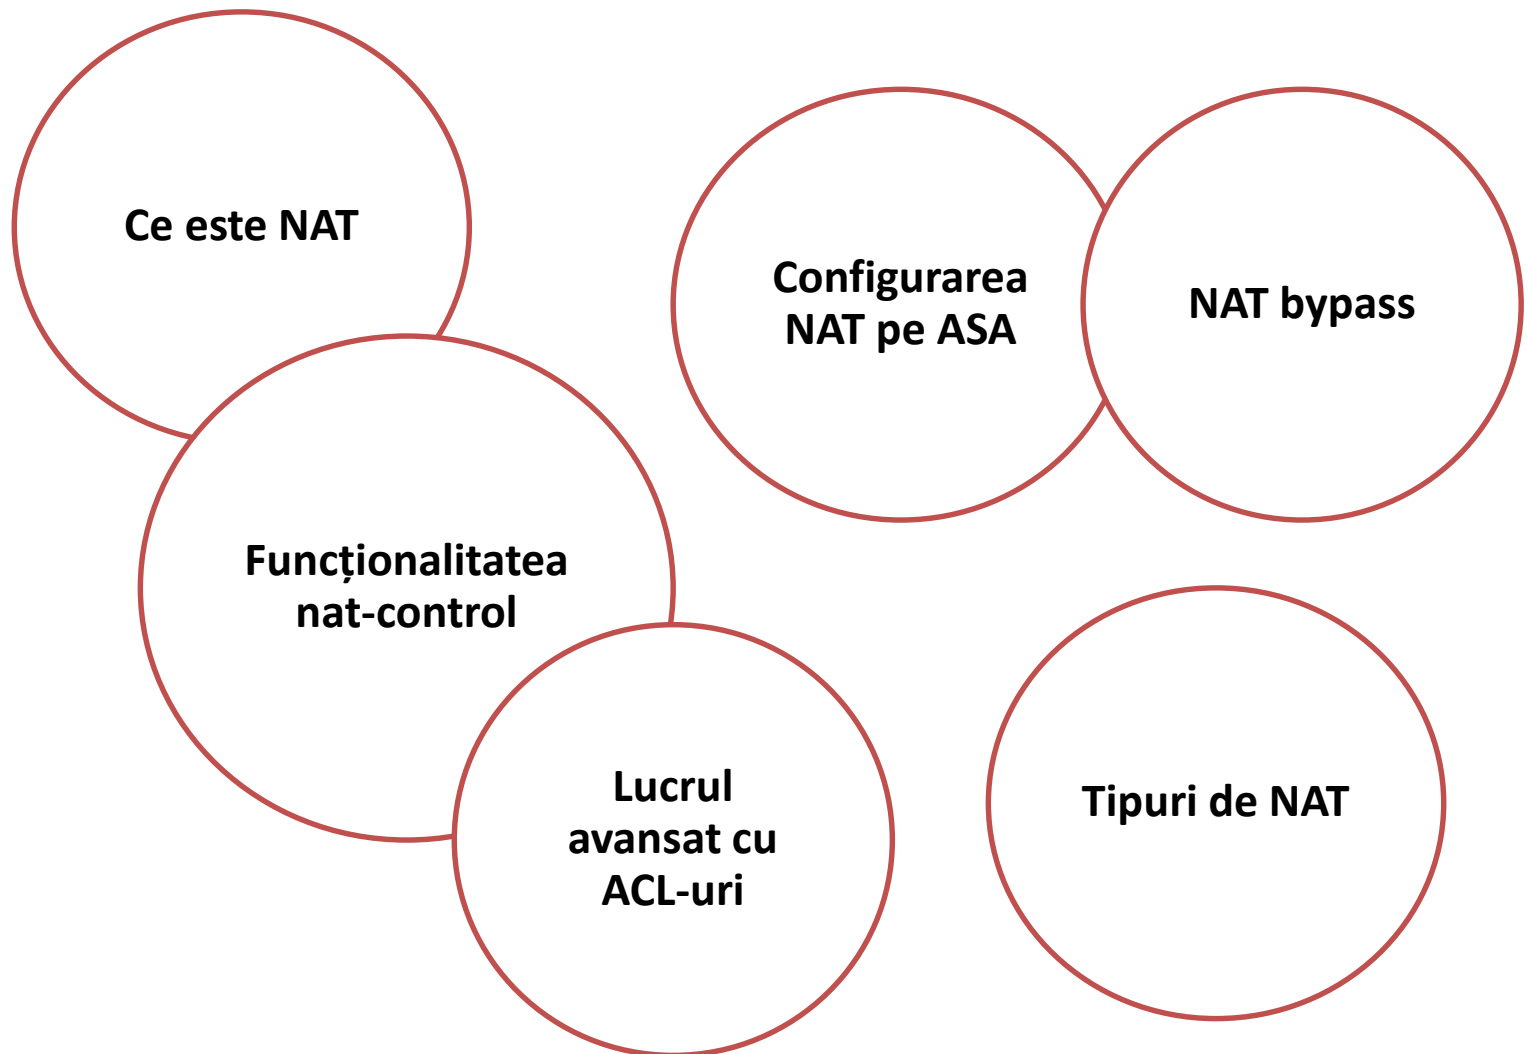 Ce este NAT
Configurarea
NAT pe ASA
NAT bypass
Funcționalitatea
nat-control
Lucrul
avansat cu
ACL-uri
Tipuri de NAT